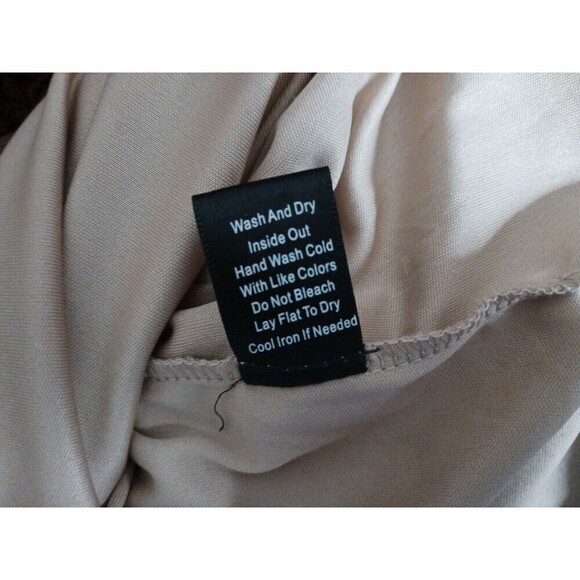 Wash And Dry
Inside Out
Hand Wash Cold
With Like Colors
Do Not Bleach
Lay Flat To Dry
Cool Iron If Needed